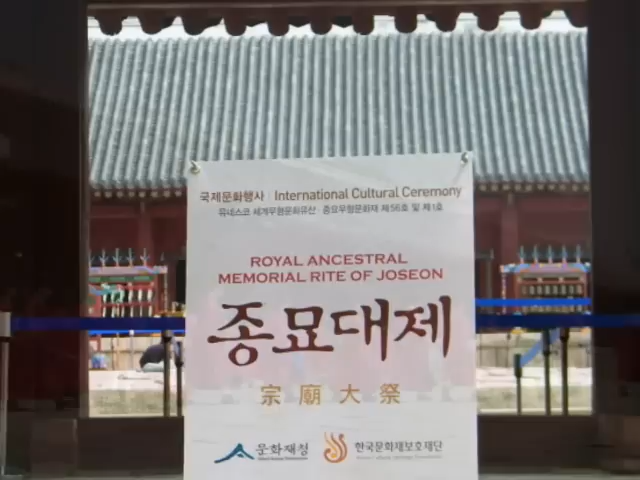 국제문화행사 International Cultural Ceremony
유네스코 세계무형문화유산 · 중요무형문화재 제56호 및 제1호
ROYAL ANCESTRAL
MEMORIAL RITE OF JOSEON
종묘대제
宗廟大祭
문화재청 한국문화재보호재단